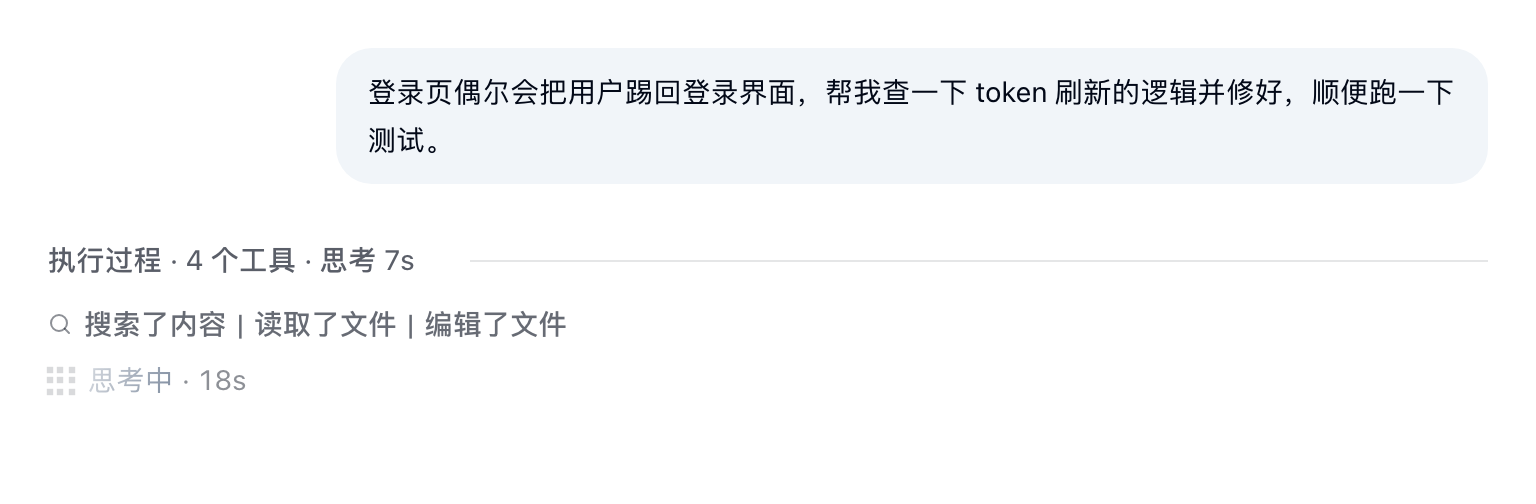 登录页偶尔会把用户踢回登录界面，帮我查一下 token 刷新的逻辑并修好，顺便跑一下
测试。
执行过程 · 4 个工具 · 思考 7s
搜索了内容 | 读取了文件 | 编辑了文件
思考中 · 18s